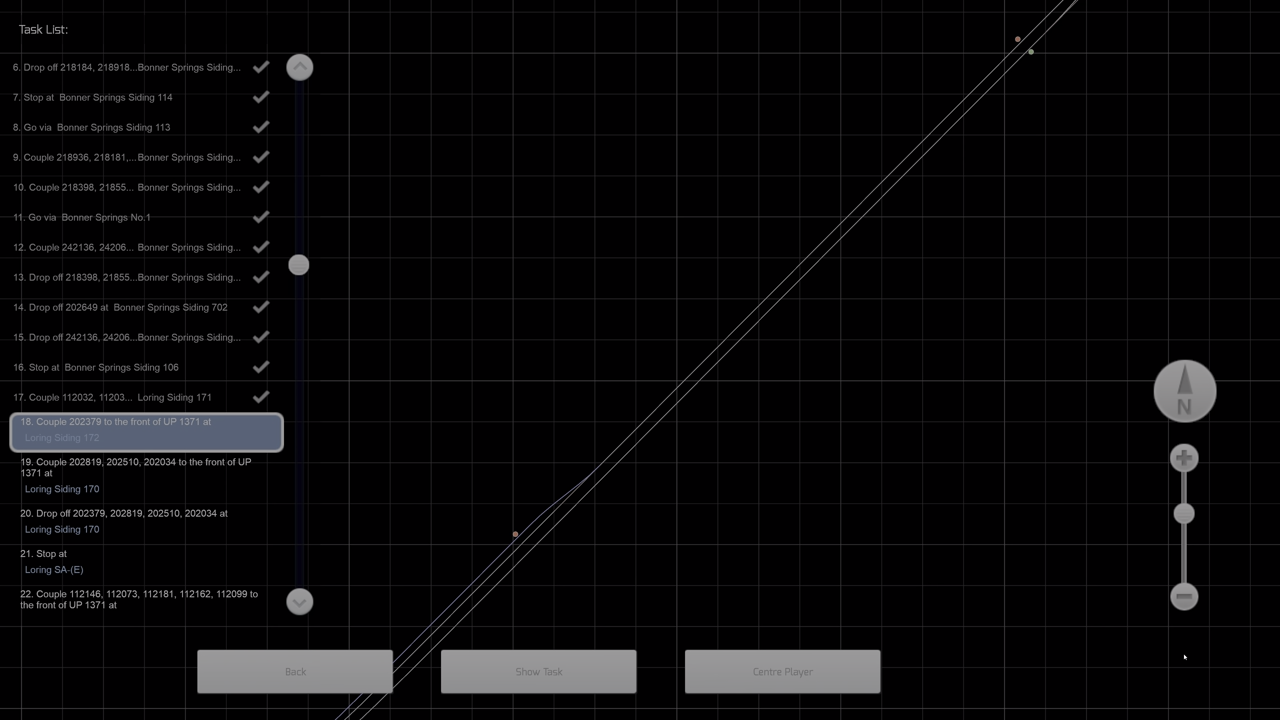 Task List:
6. Drop off 218184, 218918...Bonner Springs Siding...
7. Stop at  Bonner Springs Siding 114
8. Go via  Bonner Springs Siding 113
9. Couple 218936, 218181,...Bonner Springs Siding...
10. Couple 218398, 21855... Bonner Springs Siding...
11. Go via  Bonner Springs No.1
12. Couple 242136, 24206... Bonner Springs Siding...
13. Drop off 218398, 21855...Bonner Springs Siding...
14. Drop off 202649 at  Bonner Springs Siding 702
15. Drop off 242136, 24206...Bonner Springs Siding...
16. Stop at  Bonner Springs Siding 106
17. Couple 112032, 11203...  Loring Siding 171
18. Couple 202379 to the front of UP 1371 at
Loring Siding 172
19. Couple 202819, 202510, 202034 to the front of UP
1371 at
Loring Siding 170
20. Drop off 202379, 202819, 202510, 202034 at
Loring Siding 170
21. Stop at
Loring SA-(E)
22. Couple 112146, 112073, 112181, 112162, 112099 to
the front of UP 1371 at
N
Back
Show Task
Centre Player